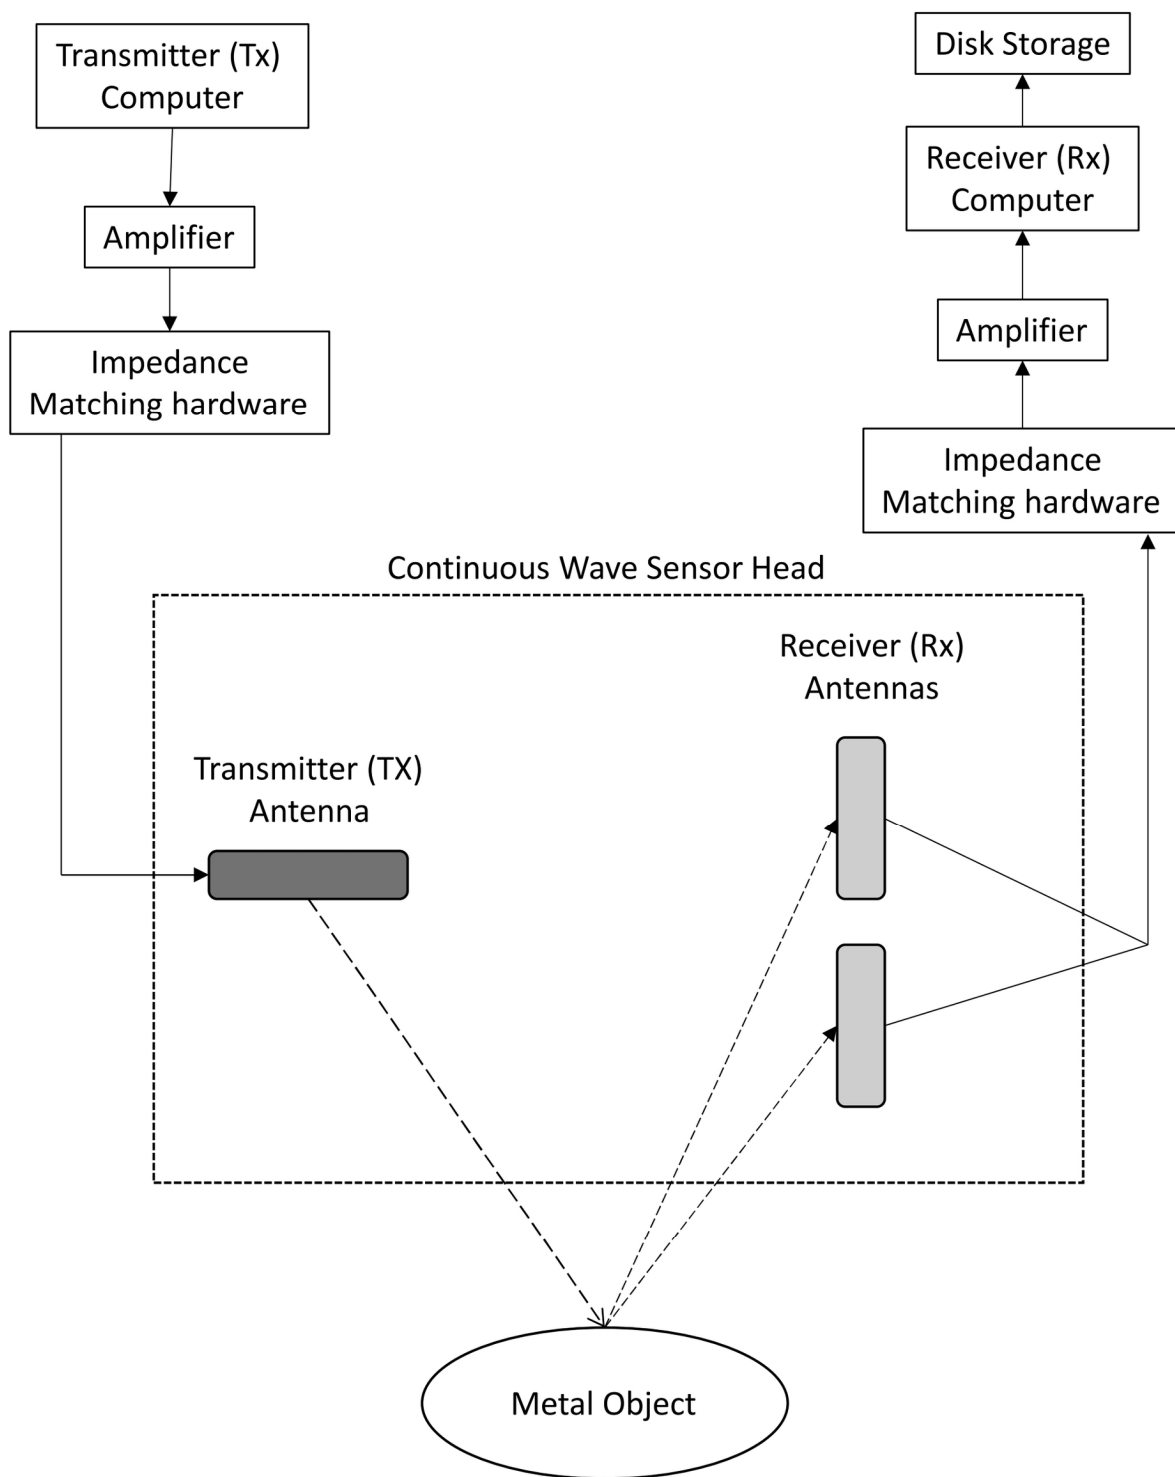 Transmitter (Tx)
Computer
Amplifier
Impedance
Matching hardware
Disk Storage
Receiver (Rx)
Computer
Amplifier
Impedance
Matching hardware
Continuous Wave Sensor Head
Receiver (Rx)
Antennas
Transmitter (TX)
Antenna
Metal Object